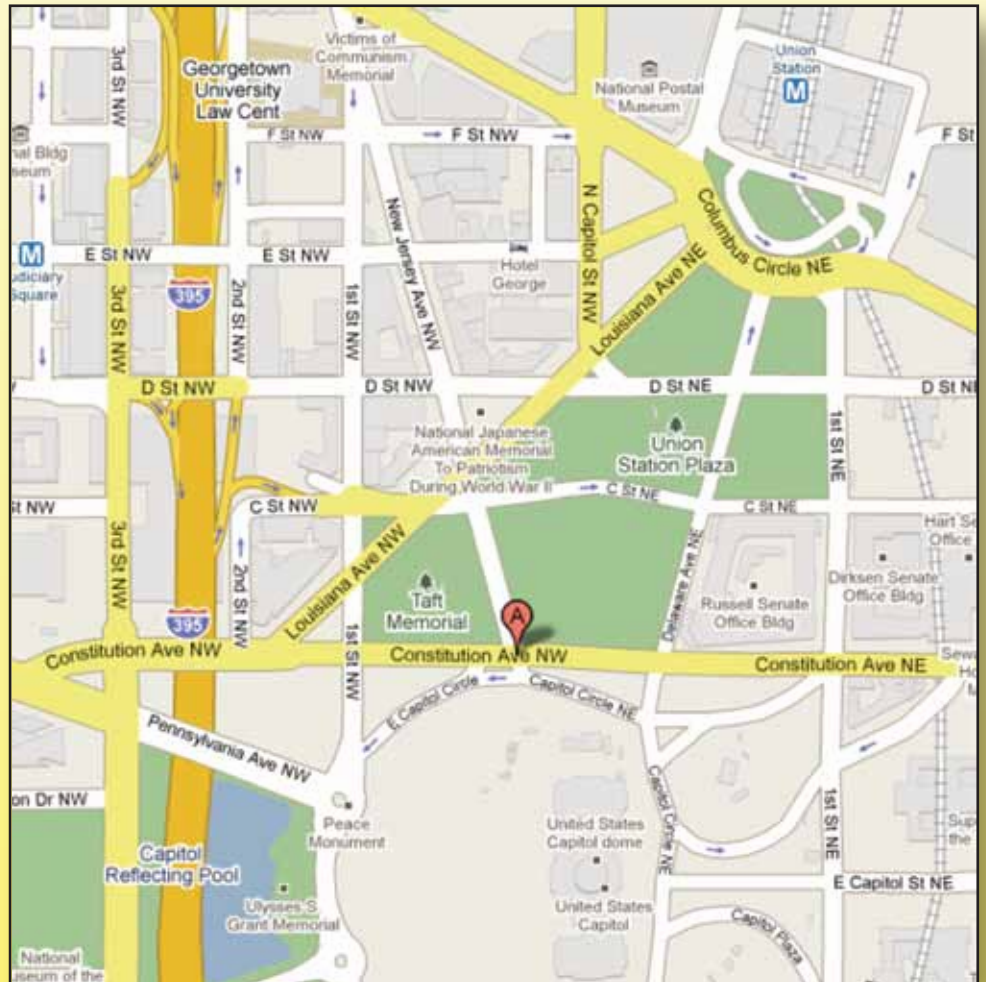 Victims of
Communism
Memorial
Union
Station
M
3rd St NW
Georgetown
University
Law Cent
National Postal
Museum
F St NW
F St NW
F St
nal Bldg
seum
New Jersey Ave NW
N Capitol St NW
Columbus Circle NE
M
udiciary
Square
E St NW
E St NW
Hotel
George
Louisiana Ave NE
395
3rd St NW
2nd St NW
1st St NW
D St NW
D St NW
D St NE
D St NE
National Japanese
American Memorial
To Patriotism
During World War II
Union
Station Plaza
1st St NE
C St NE
St NW
C St NW
C St NE
3rd St NW
2nd St NW
Louisiana Ave NW
Delaware Ave NE
Hart Se
Office
Dirksen Senate
Office Bldg
Russell Senate
Office Bldg
Taft
Memorial
A
395
1st St NW
Constitution Ave NW
Constitution Ave NW
Constitution Ave NE
Sewa
Ho
M
E Capitol Circle
Capitol Circle NE
Pennsylvania Ave NW
on Dr NW
Peace
Monument
Capitol Circle NE
1st St NE
United States
Capitol dome
Sup
the
Capitol
Reflecting Pool
E Capitol St NE
Ulysses S
Grant Memorial
United States
Capitol
Capitol Plaza
National
useum of the